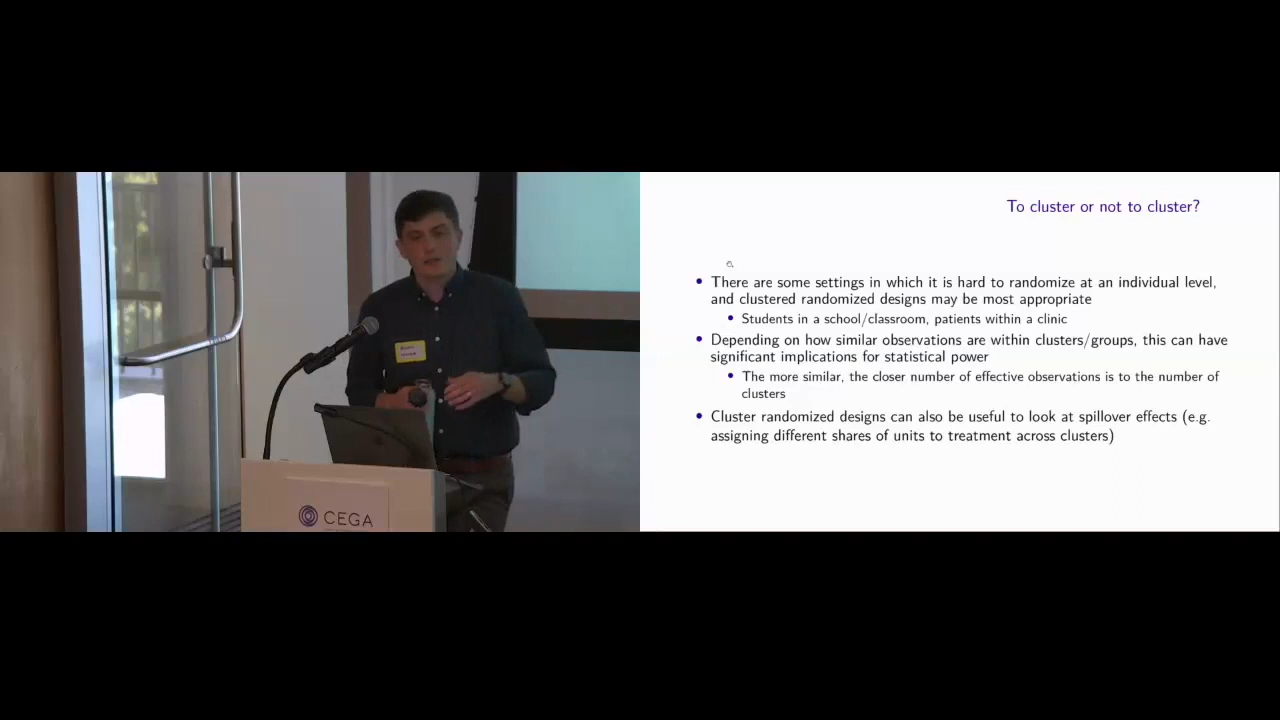 CEGA
To cluster or not to cluster?
• There are some settings in which it is hard to randomize at an individual level,
and clustered randomized designs may be most appropriate
• Students in a school/classroom, patients within a clinic
• Depending on how similar observations are within clusters/groups, this can have
significant implications for statistical power
• The more similar, the closer number of effective observations is to the number of
clusters
• Cluster randomized designs can also be useful to look at spillover effects (e.g.
assigning different shares of units to treatment across clusters)